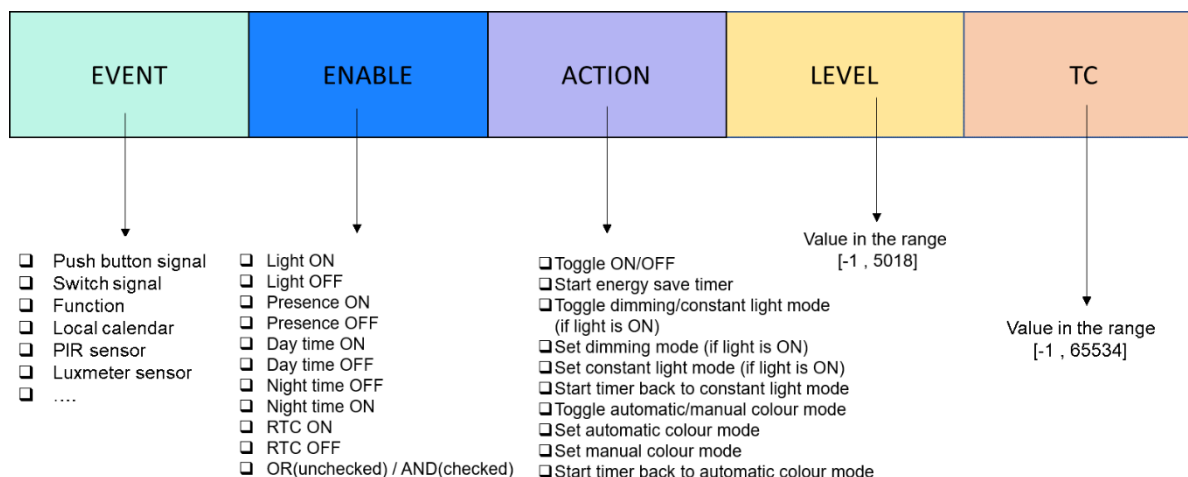 EVENT
ENABLE
ACTION
LEVEL
TC
Push button signal
Switch signal
Function
Local calendar
PIR sensor
Luxmeter sensor
....
Light ON
Light OFF
Presence ON
Presence OFF
Day time ON
Day time OFF
Night time OFF
Night time ON
RTC ON
RTC OFF
OR(unchecked) / AND(checked)
Toggle ON/OFF
Start energy save timer
Toggle dimming/constant light mode
(if light is ON)
Set dimming mode (if light is ON)
Set constant light mode (if light is ON)
Start timer back to constant light mode
Toggle automatic/manual colour mode
Set automatic colour mode
Set manual colour mode
Start timer back to automatic colour mode
Value in the range
[-1 , 5018]
Value in the range
[-1 , 65534]